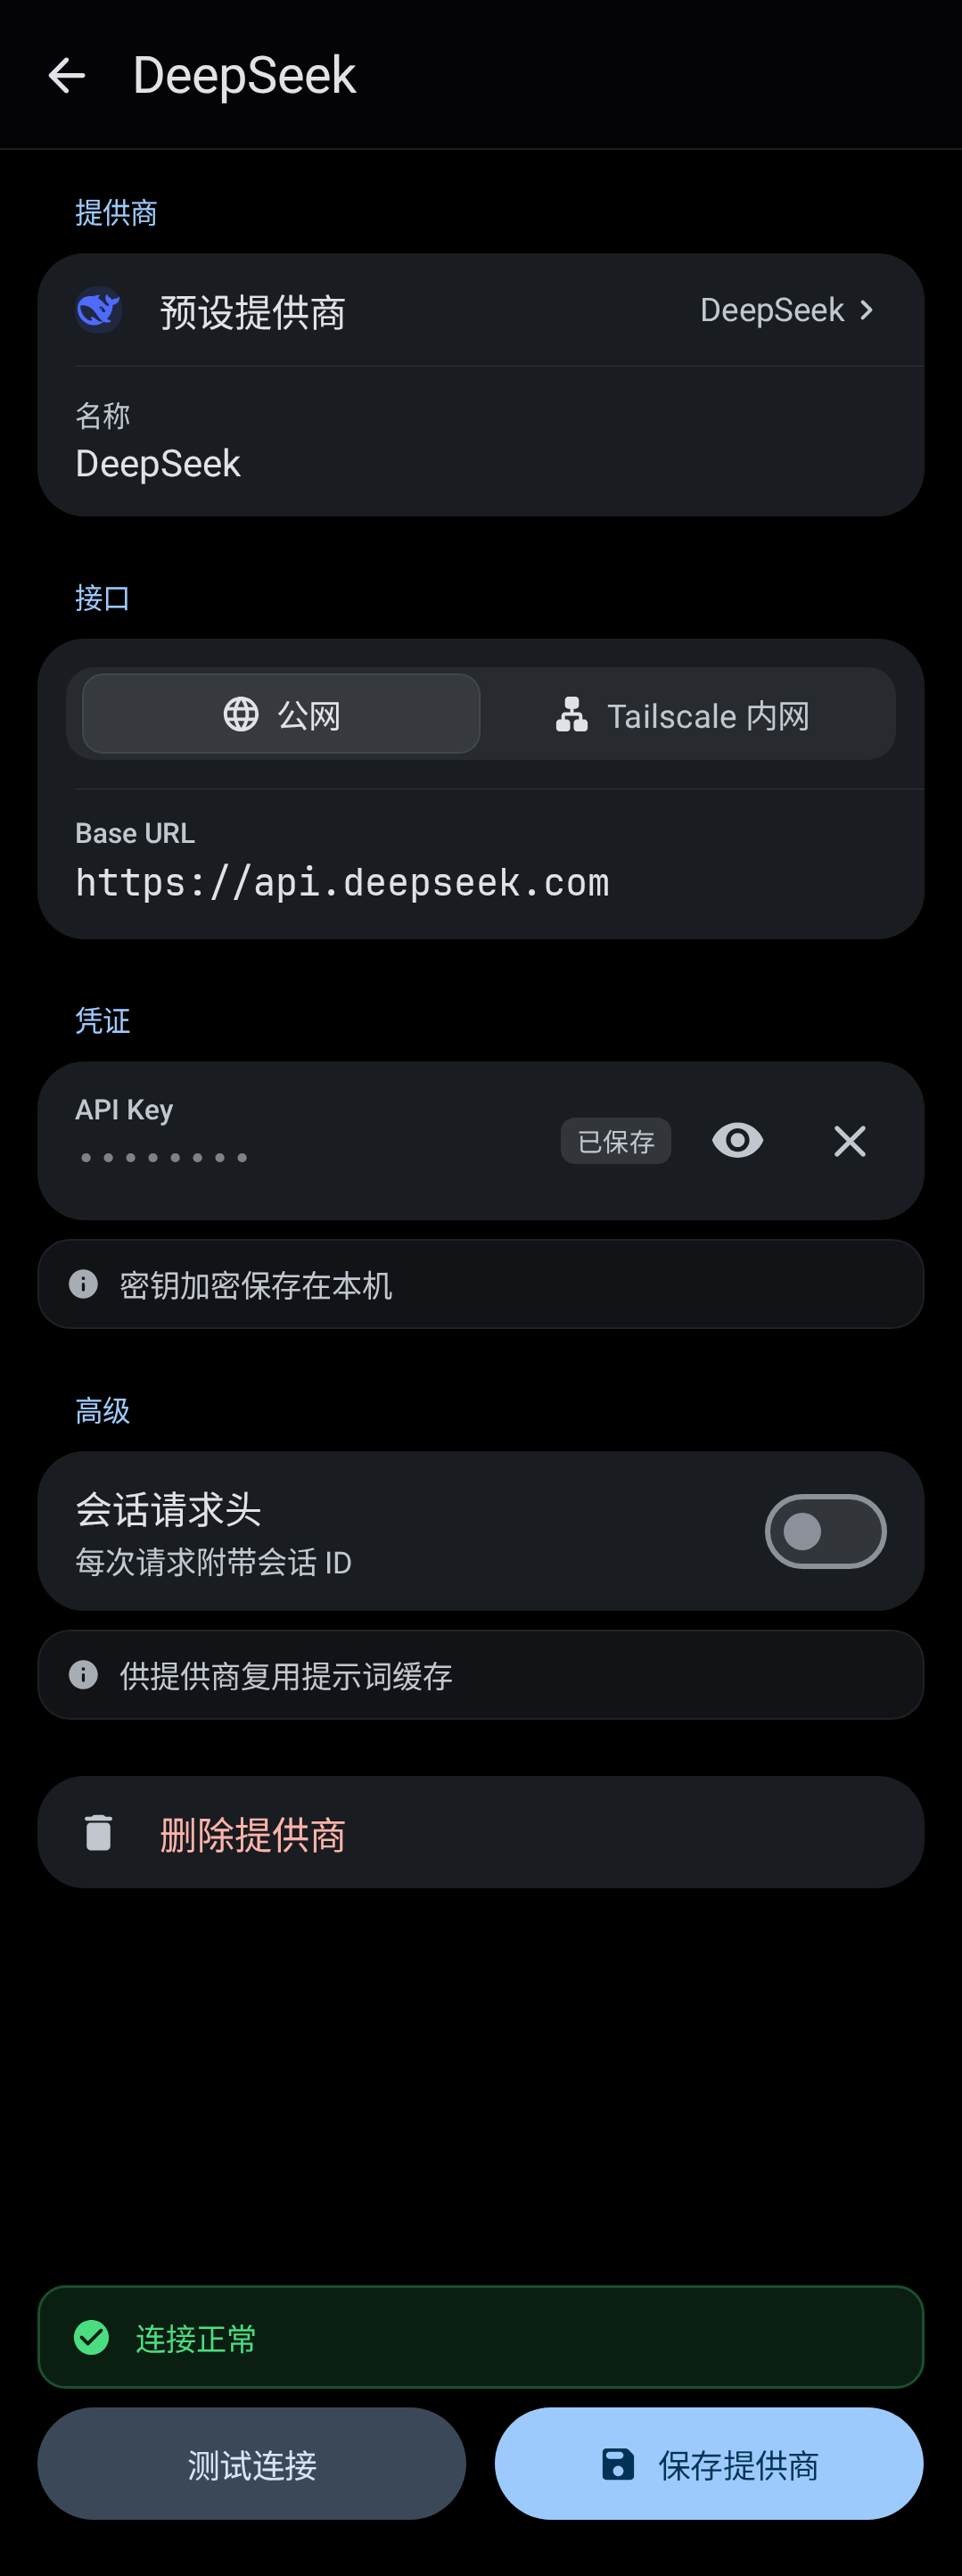 DeepSeek
提供商
预设提供商
DeepSeek
名称
DeepSeek
接口
公网
Tailscale 内网
Base URL
https://api.deepseek.com
凭证
API Key
••••••••
已保存
密钥加密保存在本机
高级
会话请求头
每次请求附带会话 ID
供提供商复用提示词缓存
删除提供商
连接正常
测试连接
保存提供商